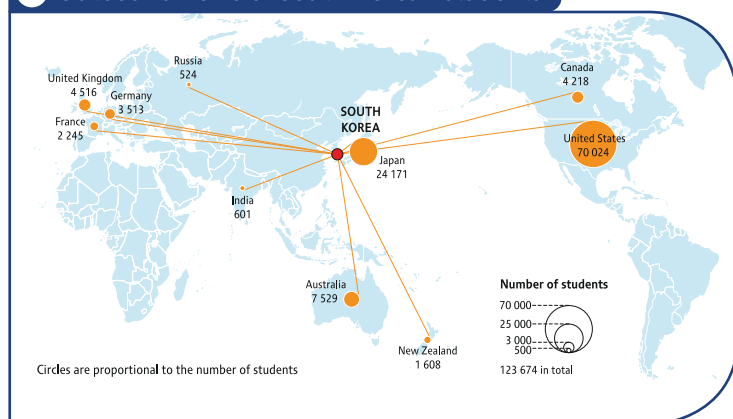 Russia
524
United Kingdom
4 516
Germany
3 513
France
2 245
SOUTH
KOREA
Japan
24 171
Canada
4 218
United States
70 024
India
601
Australia
7 529
New Zealand
1 608
Number of students
70 000
25 000
3 000
500
123 674 in total
Circles are proportional to the number of students